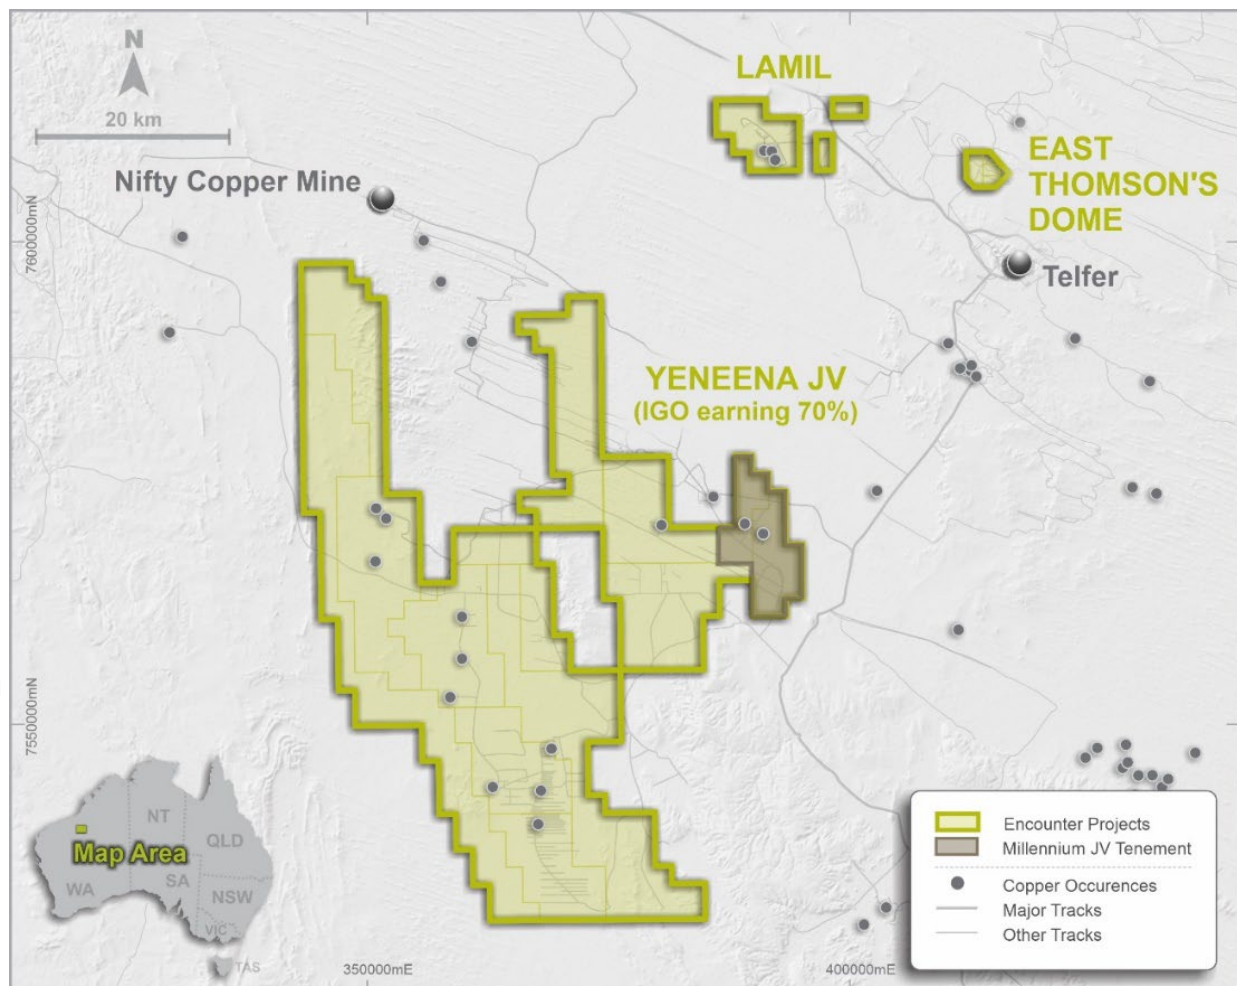 N
20 km
LAMIL
EAST
THOMSON'S
DOME
Nifty Copper Mine
Telfer
7600000mN
YENEENA JV
(IGO earning 70%)
7550000mN
NT
QLD
Map Area
WA
SA
NSW
VIC
TAS
350000mE
400000mE
Encounter Projects
Millennium JV Tenement
Copper Occurences
Major Tracks
Other Tracks